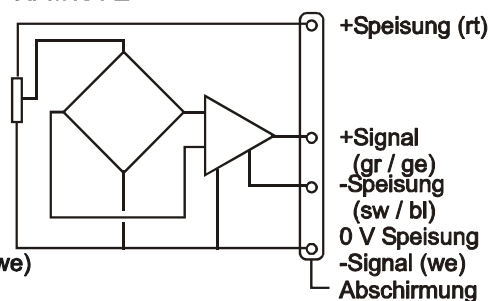 +Speisung (rt)
+Signal
(gr / ge)
-Speisung
(sw / bl)
0 V Speisung
-Signal (we)
we)
Abschirmung